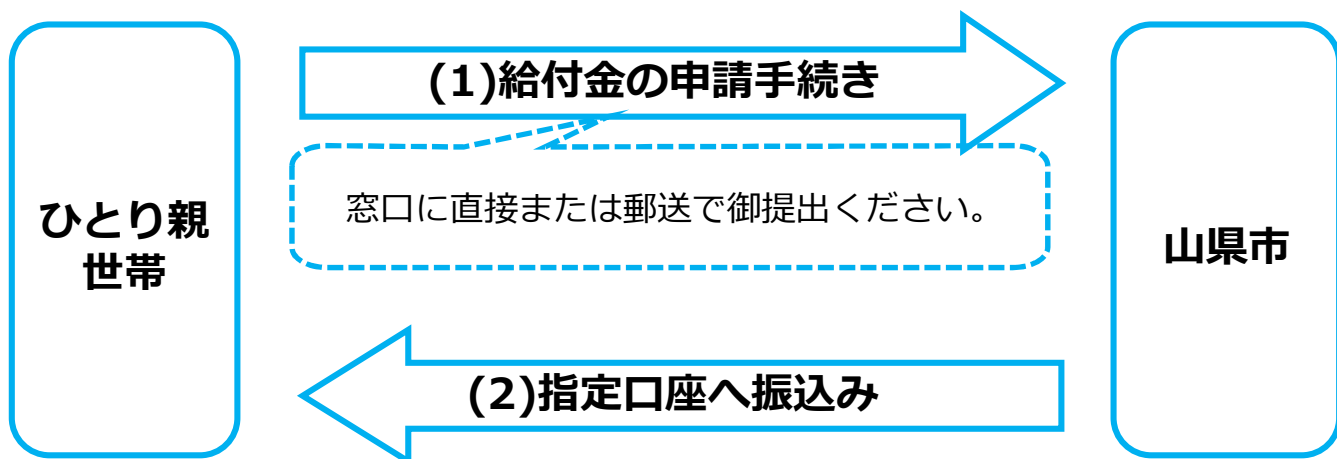 (1)給付金の申請手続き
窓口に直接または郵送で御提出ください。
ひとり親
世帯
山県市
(2)指定口座へ振込み